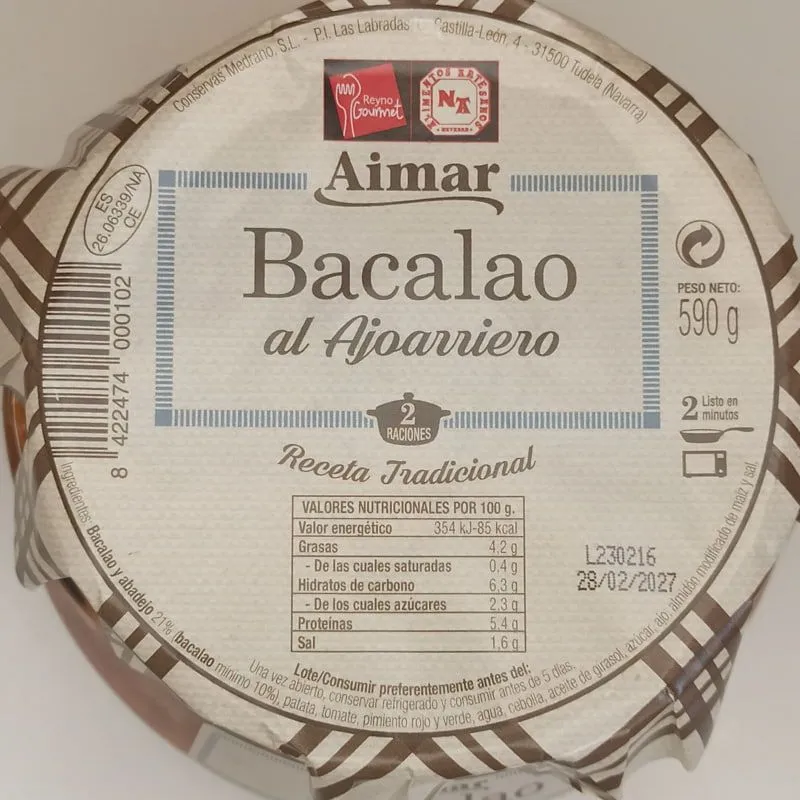 Conservas Medrano, S.L. - P.I. Las Labradas C Castilla-León, 4 - 31500 Tudela (Navarra)
Reyno
Gourmet
ALIMENTOS ARTESANOS
NA
NAVARRA
Aimar
ES
26.06339/NA
CE
Bacalao
al Ajoarriero
PESO NETO:
590 g
8 422474 000102
2
RACIONES
2 Listo en
minutos
Receta Tradicional
VALORES NUTRICIONALES POR 100 g.
Valor energético 354 kJ-85 kcal
Grasas 4,2 g
- De las cuales saturadas 0,4 g
Hidratos de carbono 6,3 g
- De los cuales azúcares 2,3 g
Proteínas 5,4 g
Sal 1,6 g
L230216
28/02/2027
Lote/Consumir preferentemente antes del:
Una vez abierto, conservar refrigerado y consumir antes de 5 días.
Ingredientes: Bacalao y abadejo 21% (bacalao mínimo 10%), patata, tomate, pimiento rojo y verde, agua, cebolla, aceite de girasol, azúcar, ajo, almidón modificado de maíz y sal.